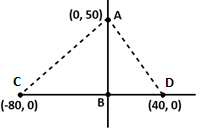 (0, 50) A
C D
(-80, 0) B (40, 0)